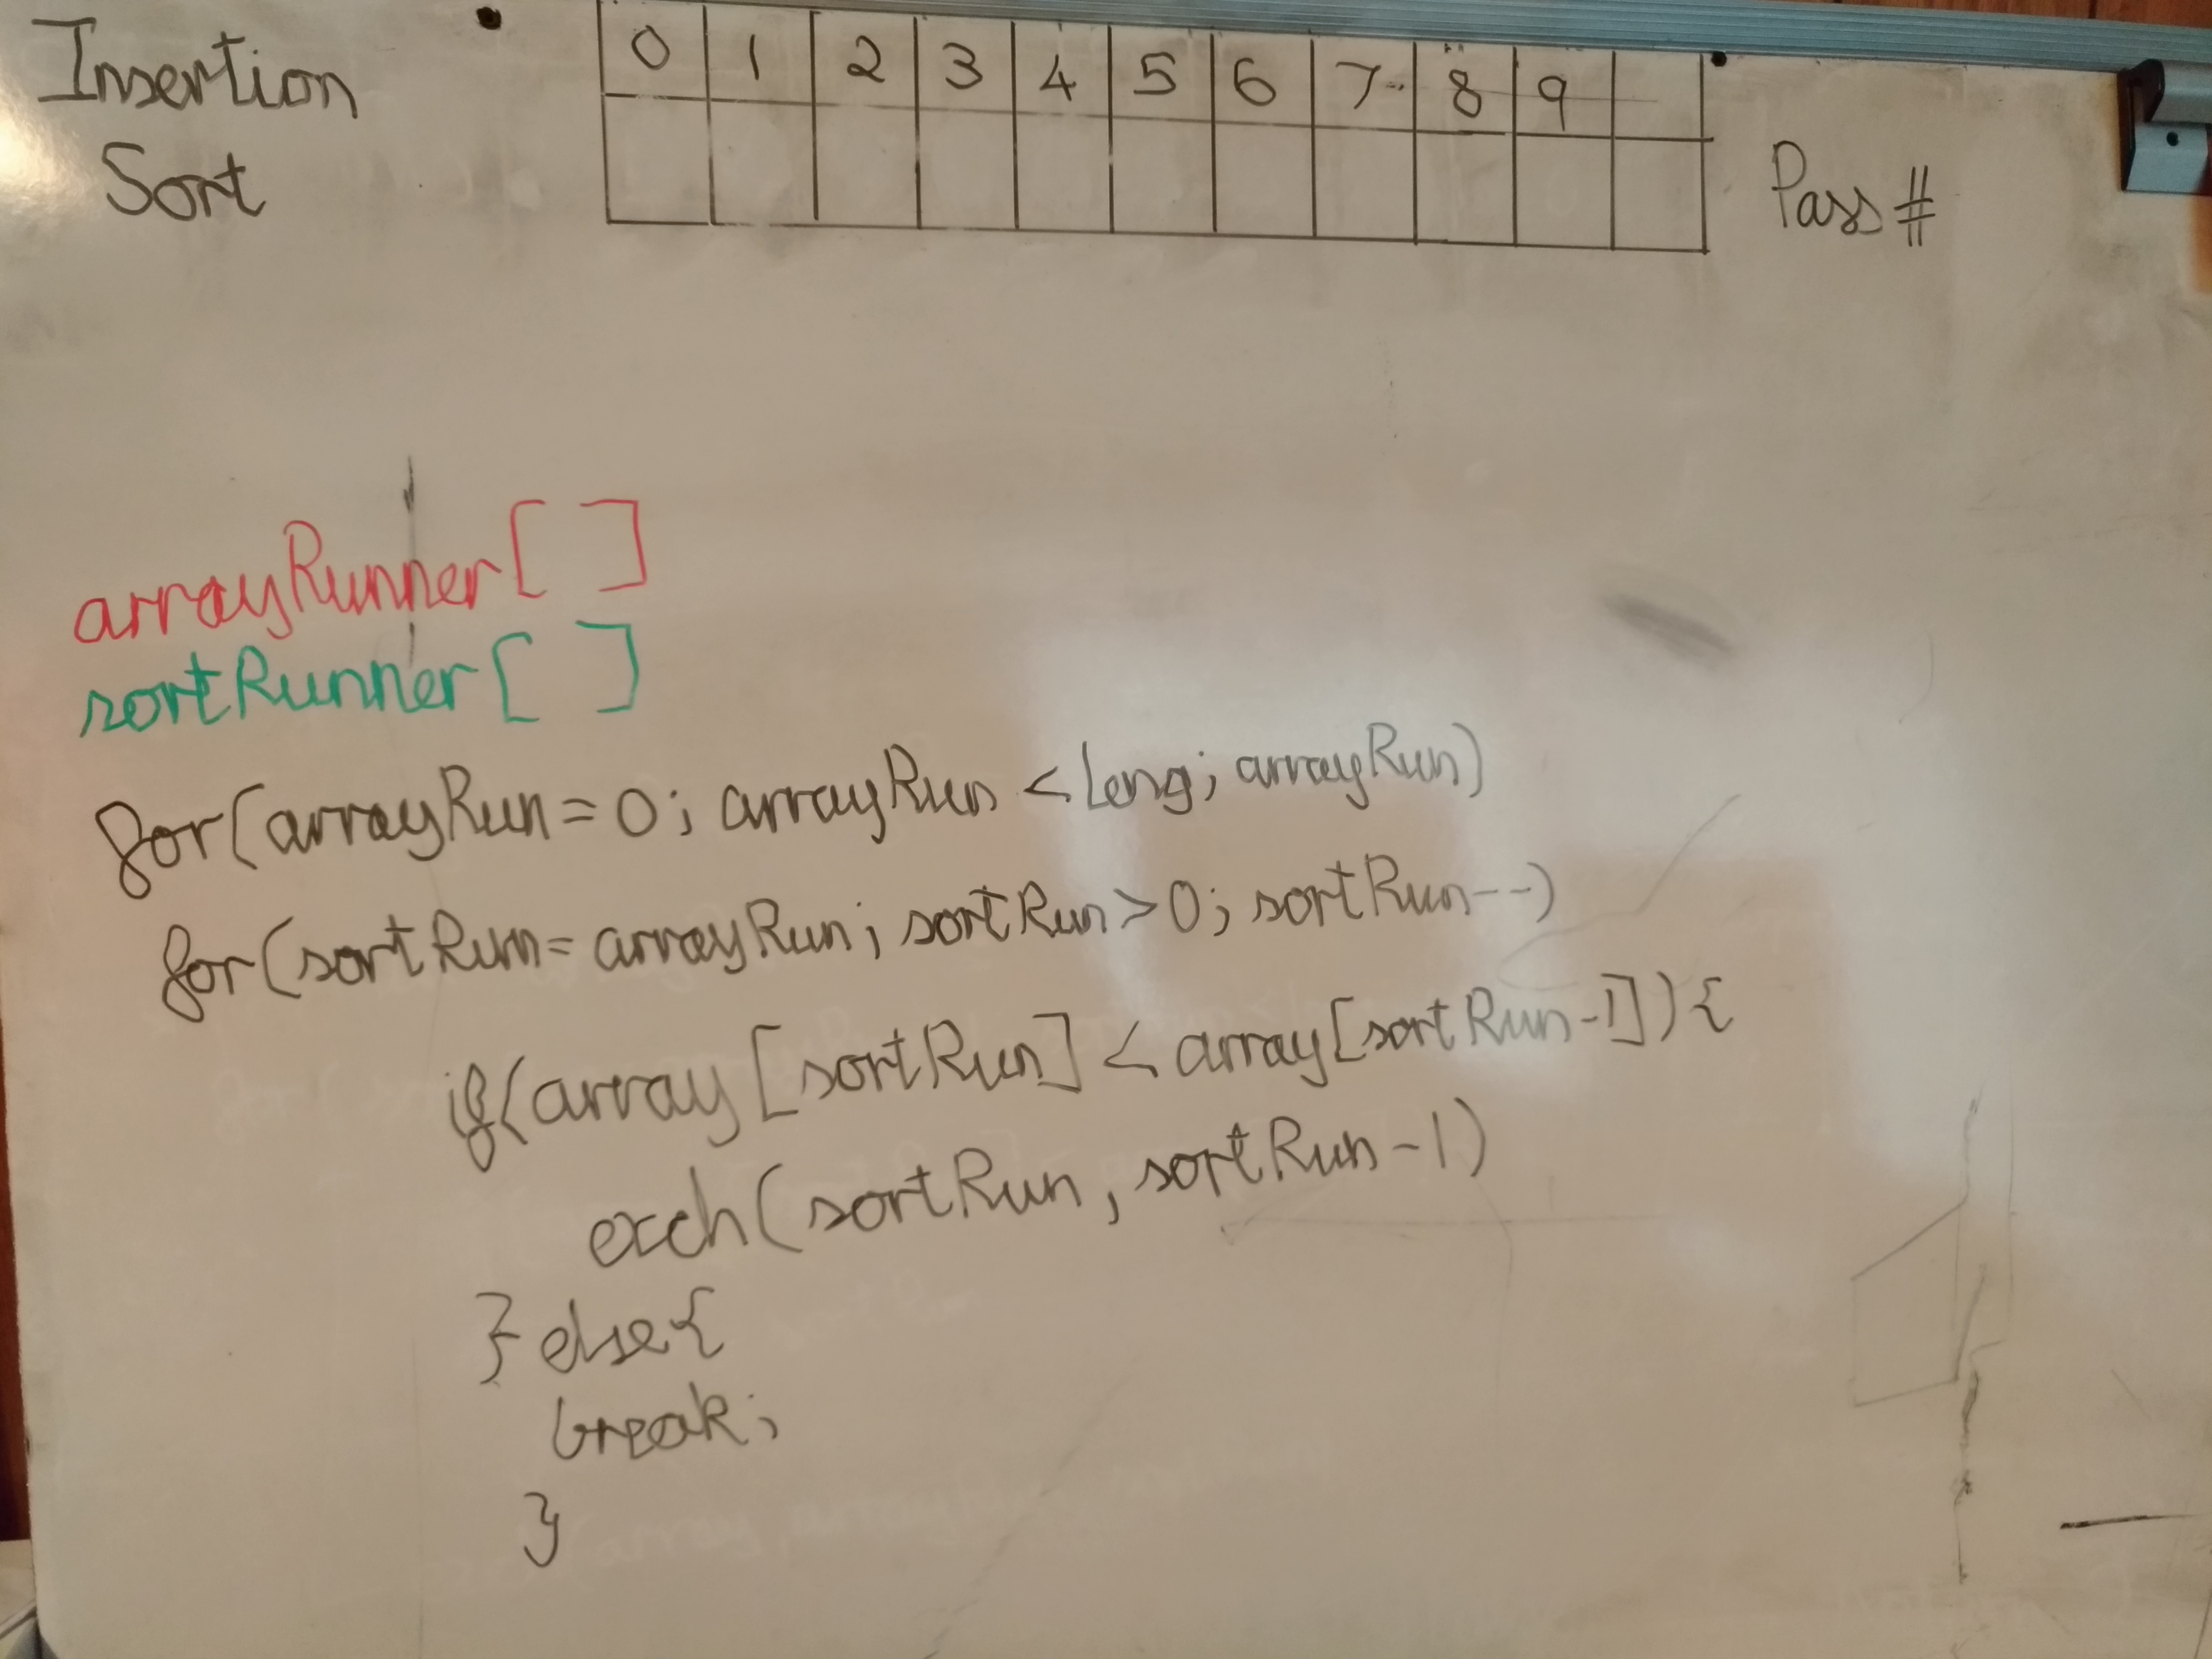 Insertion
Sort
0 1 2 3 4 5 6 7 8 9
Pass #
arrayRunner[ ]
sortRunner[ ]
for(arrayRun=0; arrayRun <leng; arrayRun)
for(sortRun= arrayRun; sortRun>0; sortRun--)
if(array[sortRun] < array[sortRun-1]){
exch(sortRun, sortRun-1)
} else{
break;
}